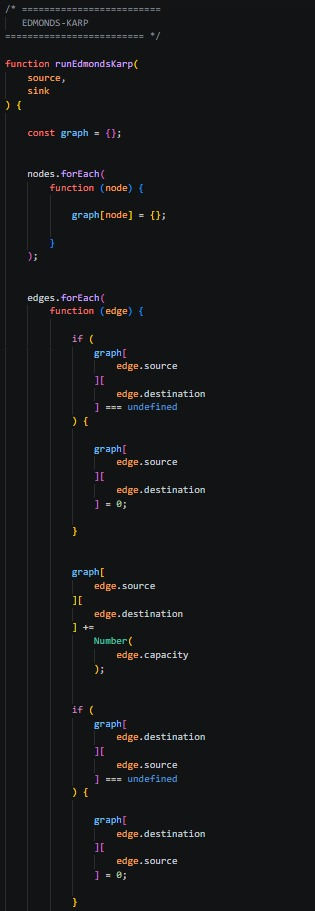 /* =========================
   EDMONDS-KARP
========================= */

function runEdmondsKarp(
    source,
    sink
) {

    const graph = {};


    nodes.forEach(
        function (node) {

            graph[node] = {};

        }
    );


    edges.forEach(
        function (edge) {

            if (
                graph[
                    edge.source
                ][
                    edge.destination
                ] === undefined
            ) {

                graph[
                    edge.source
                ][
                    edge.destination
                ] = 0;

            }


            graph[
                edge.source
            ][
                edge.destination
            ] +=
                Number(
                    edge.capacity
                );


            if (
                graph[
                    edge.destination
                ][
                    edge.source
                ] === undefined
            ) {

                graph[
                    edge.destination
                ][
                    edge.source
                ] = 0;

            }